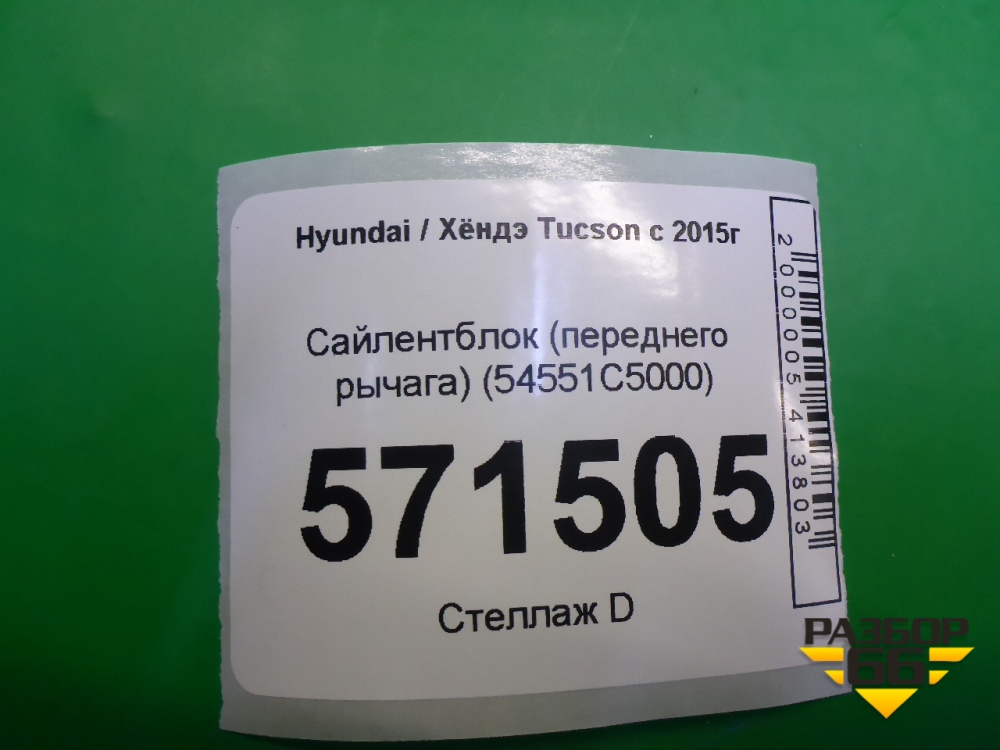 Hyundai / Хёндэ Tucson с 2015г
Сайлентблок (переднего
рычага) (54551C5000)
571505
Стеллаж D
2000005413803
РАЗБОР
66